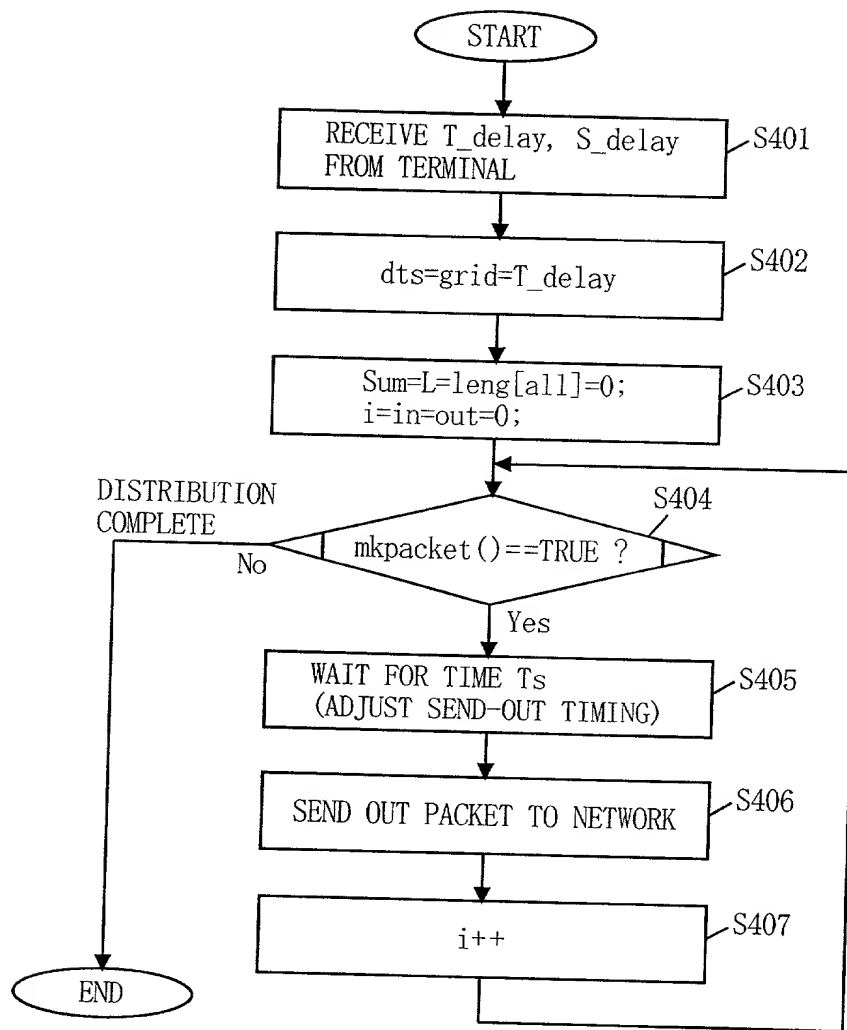 START
RECEIVE T_delay, S_delay
FROM TERMINAL
S401
dts=grid=T_delay
S402
Sum=L=leng[all]=0;
i=in=out=0;
S403
DISTRIBUTION
COMPLETE
S404
mkpacket()==TRUE ?
No
Yes
WAIT FOR TIME Ts
(ADJUST SEND-OUT TIMING)
S405
SEND OUT PACKET TO NETWORK
S406
i++
S407
END